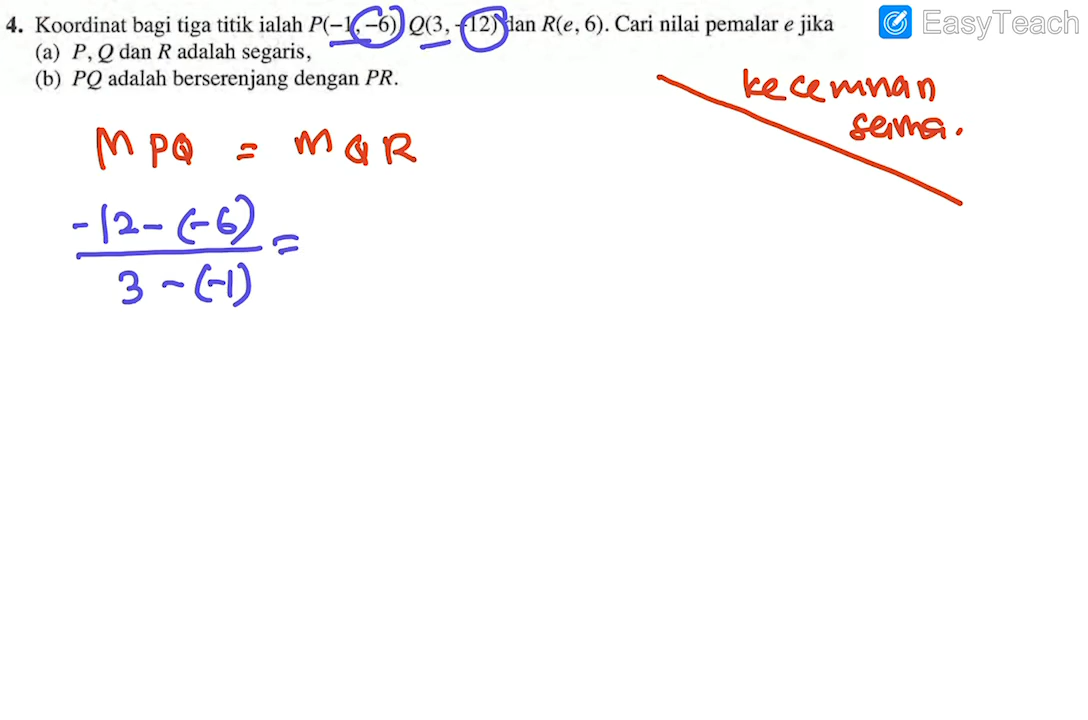 4. Koordinat bagi tiga titik ialah P(−1, −6), Q(3, −12) dan R(e, 6). Cari nilai pemalar e jika
EasyTeach
(a) P, Q dan R adalah segaris,
(b) PQ adalah berserenjang dengan PR.
kecemnan
sama.
M PQ = M QR
-12 - (-6) =
3 - (-1)